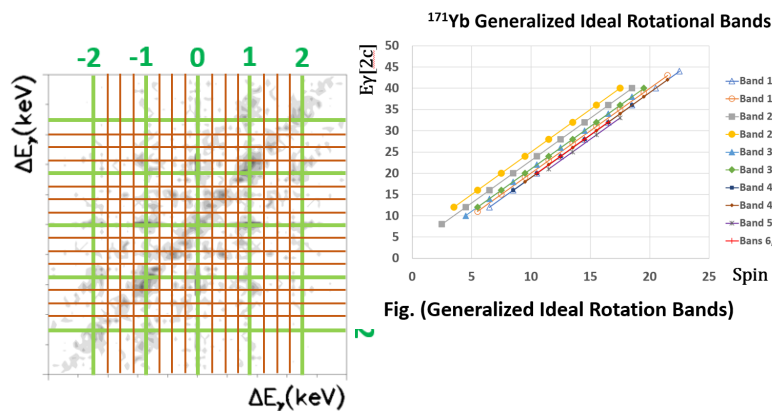 -2 -1 0 1 2
ΔEγ(keV)
ΔEγ(keV)
2
¹⁷¹Yb Generalized Ideal Rotational Bands
Eγ[2c]
50
45
40
35
30
25
20
15
10
5
0
0 5 10 15 20 25
Spin
Band 1
Band 1
Band 2
Band 2
Band 3
Band 3
Band 4
Band 4
Band 5
Bans 6,
Fig. (Generalized Ideal Rotation Bands)